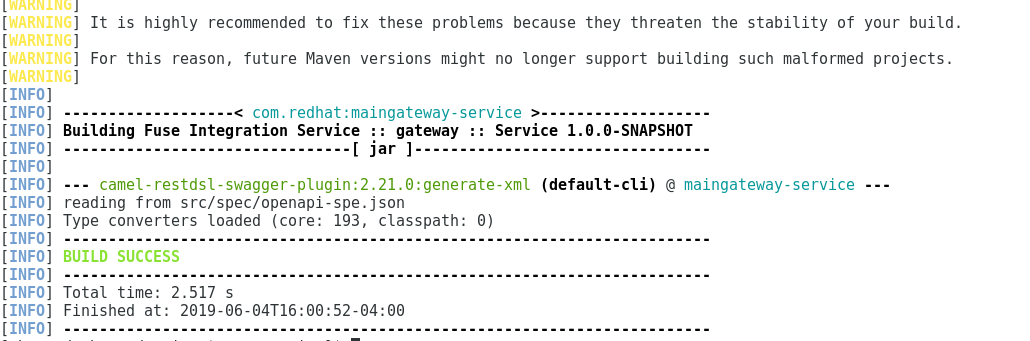 [WARNING]
[WARNING] It is highly recommended to fix these problems because they threaten the stability of your build.
[WARNING]
[WARNING] For this reason, future Maven versions might no longer support building such malformed projects.
[WARNING]
[INFO]
[INFO] -------------------< com.redhat:maingateway-service >-------------------
[INFO] Building Fuse Integration Service :: gateway :: Service 1.0.0-SNAPSHOT
[INFO] --------------------------------[ jar ]---------------------------------
[INFO]
[INFO] --- camel-restdsl-swagger-plugin:2.21.0:generate-xml (default-cli) @ maingateway-service ---
[INFO] reading from src/spec/openapi-spe.json
[INFO] Type converters loaded (core: 193, classpath: 0)
[INFO] ------------------------------------------------------------------------
[INFO] BUILD SUCCESS
[INFO] ------------------------------------------------------------------------
[INFO] Total time: 2.517 s
[INFO] Finished at: 2019-06-04T16:00:52-04:00
[INFO] ------------------------------------------------------------------------